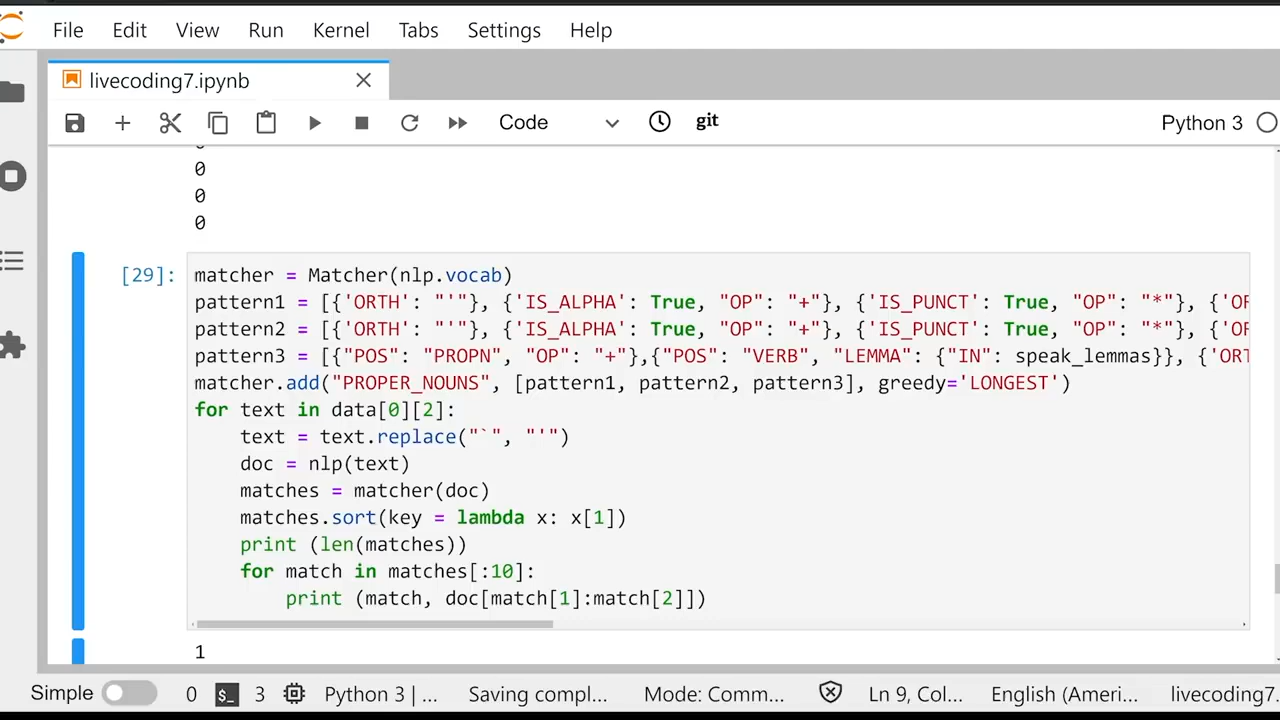 File Edit View Run Kernel Tabs Settings Help
livecoding7.ipynb
Code git Python 3
0
0
0
[29]:
matcher = Matcher(nlp.vocab)
pattern1 = [{'ORTH': "'"}, {'IS_ALPHA': True, "OP": "+"}, {'IS_PUNCT': True, "OP": "*"}, {'OR
pattern2 = [{'ORTH': "'"}, {'IS_ALPHA': True, "OP": "+"}, {'IS_PUNCT': True, "OP": "*"}, {'OR
pattern3 = [{"POS": "PROPN", "OP": "+"},{"POS": "VERB", "LEMMA": {"IN": speak_lemmas}}, {'ORT
matcher.add("PROPER_NOUNS", [pattern1, pattern2, pattern3], greedy='LONGEST')
for text in data[0][2]:
    text = text.replace("`", "'")
    doc = nlp(text)
    matches = matcher(doc)
    matches.sort(key = lambda x: x[1])
    print (len(matches))
    for match in matches[:10]:
        print (match, doc[match[1]:match[2]])
1
Simple 0 $_ 3 Python 3 | ... Saving compl... Mode: Comm... Ln 9, Col... English (Ameri... livecoding7.